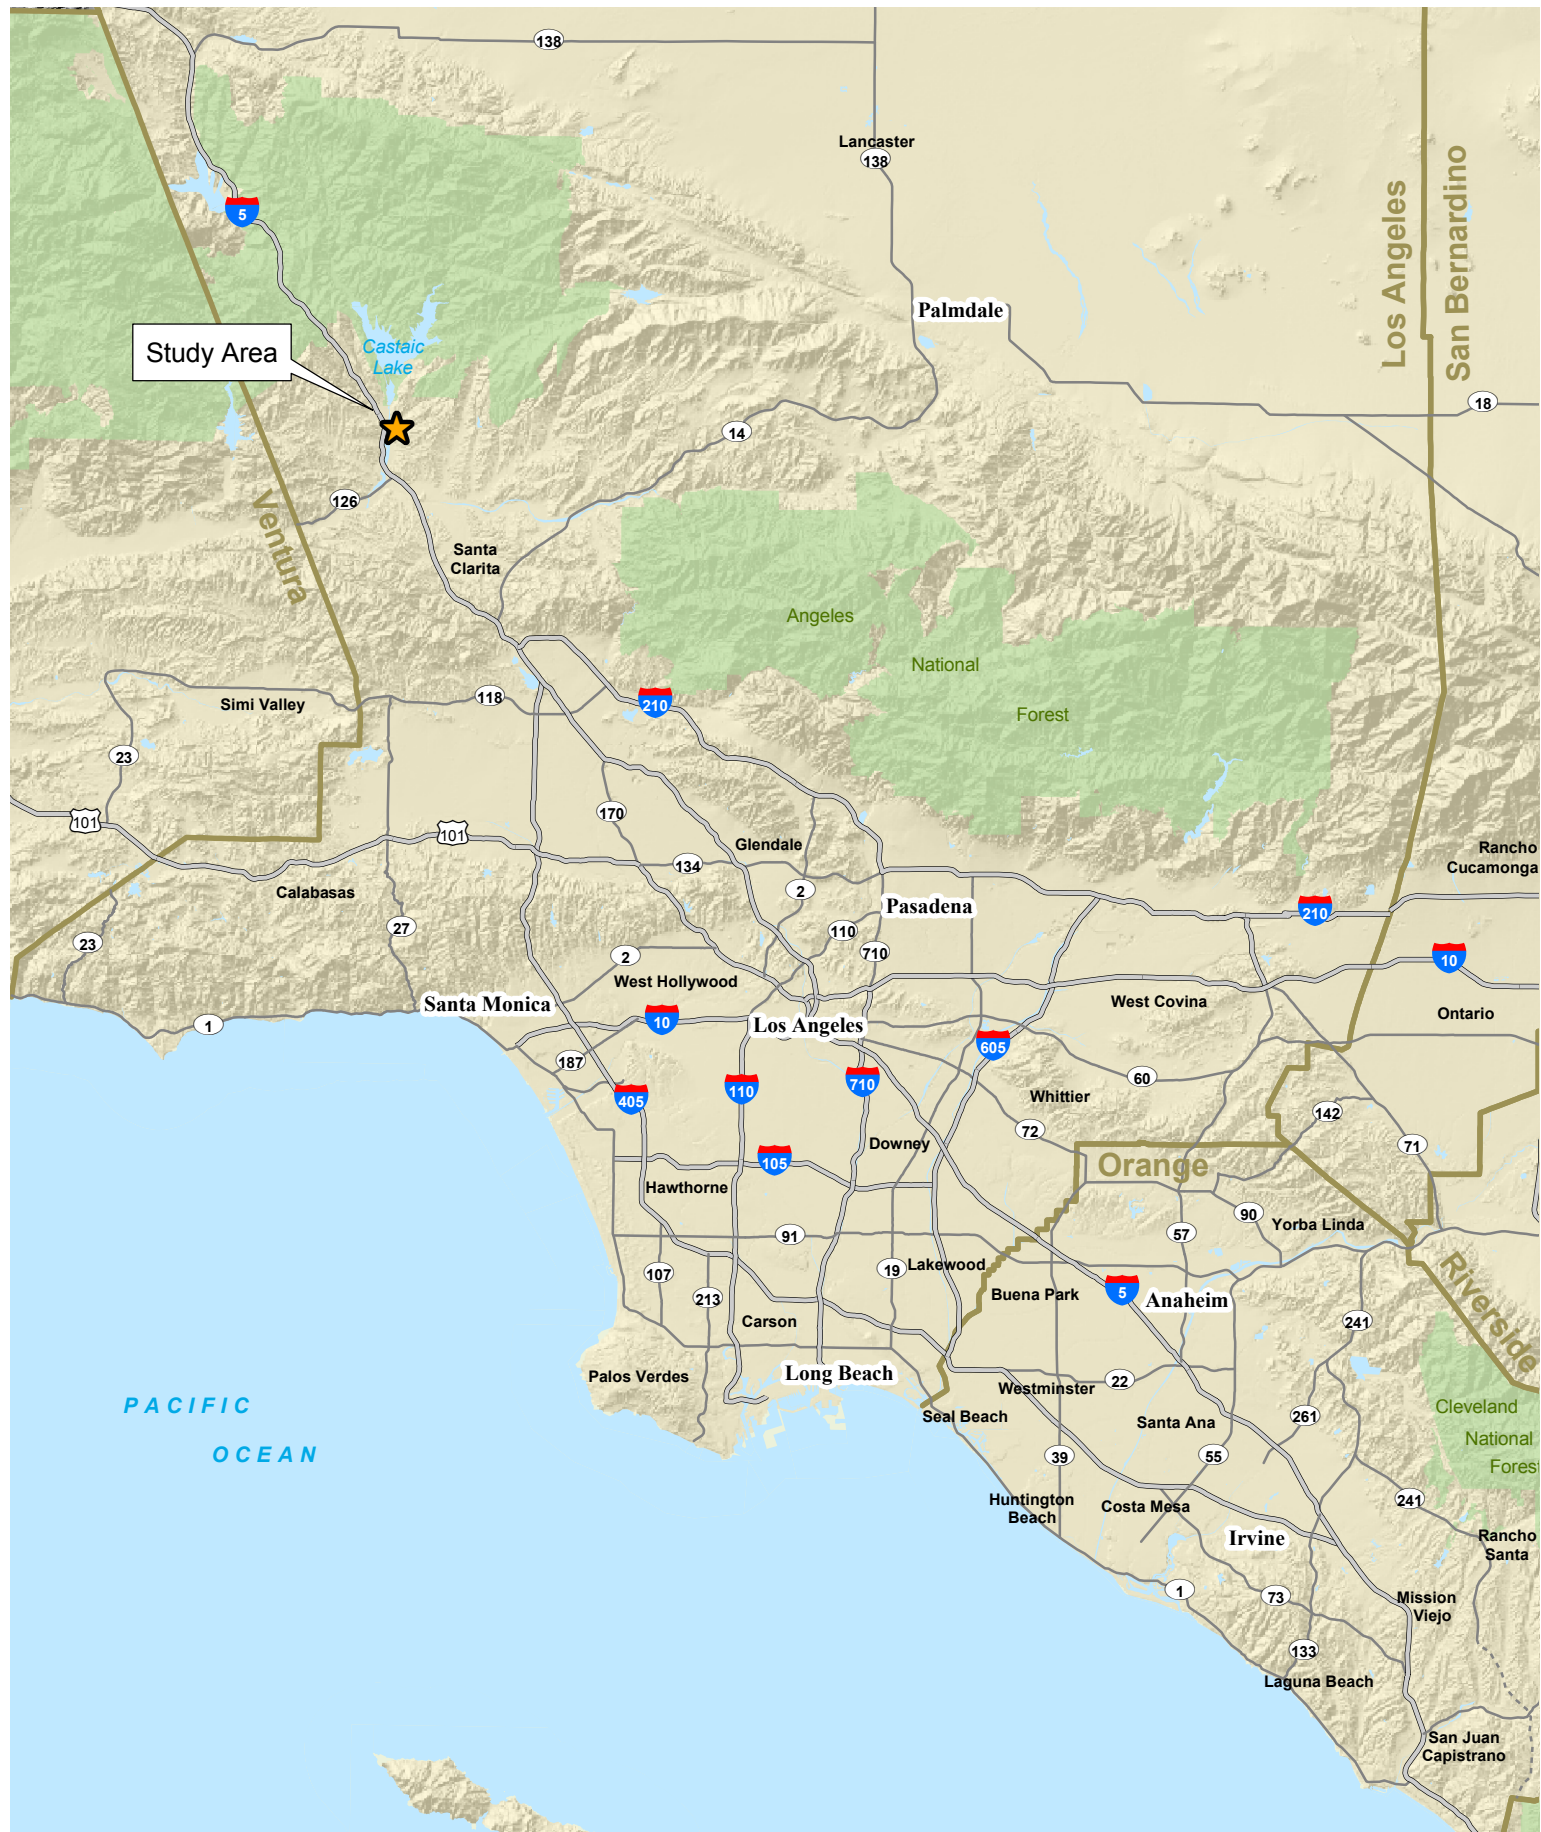 138
Lancaster
138
Los Angeles
San Bernardino
5
Palmdale
Study Area
Castaic
Lake
18
14
126
Ventura
Santa
Clarita
Angeles
National
Forest
118
Simi Valley
210
23
101
101
170
Glendale
134
2
Rancho
Cucamonga
Calabasas
Pasadena
210
27
110
23
710
2
10
West Hollywood
Santa Monica
West Covina
Ontario
1
10
Los Angeles
605
187
60
405
110
710
Whittier
142
72
Downey
71
105
Orange
Hawthorne
90
Yorba Linda
91
57
19
Lakewood
107
Buena Park
5
Anaheim
213
Carson
241
Riverside
Palos Verdes
Long Beach
22
Westminster
PACIFIC
OCEAN
Seal Beach
Santa Ana
261
Cleveland
National
Forest
55
39
Huntington
Beach
Costa Mesa
241
Irvine
Rancho
Santa
1
73
Mission
Viejo
133
Laguna Beach
San Juan
Capistrano